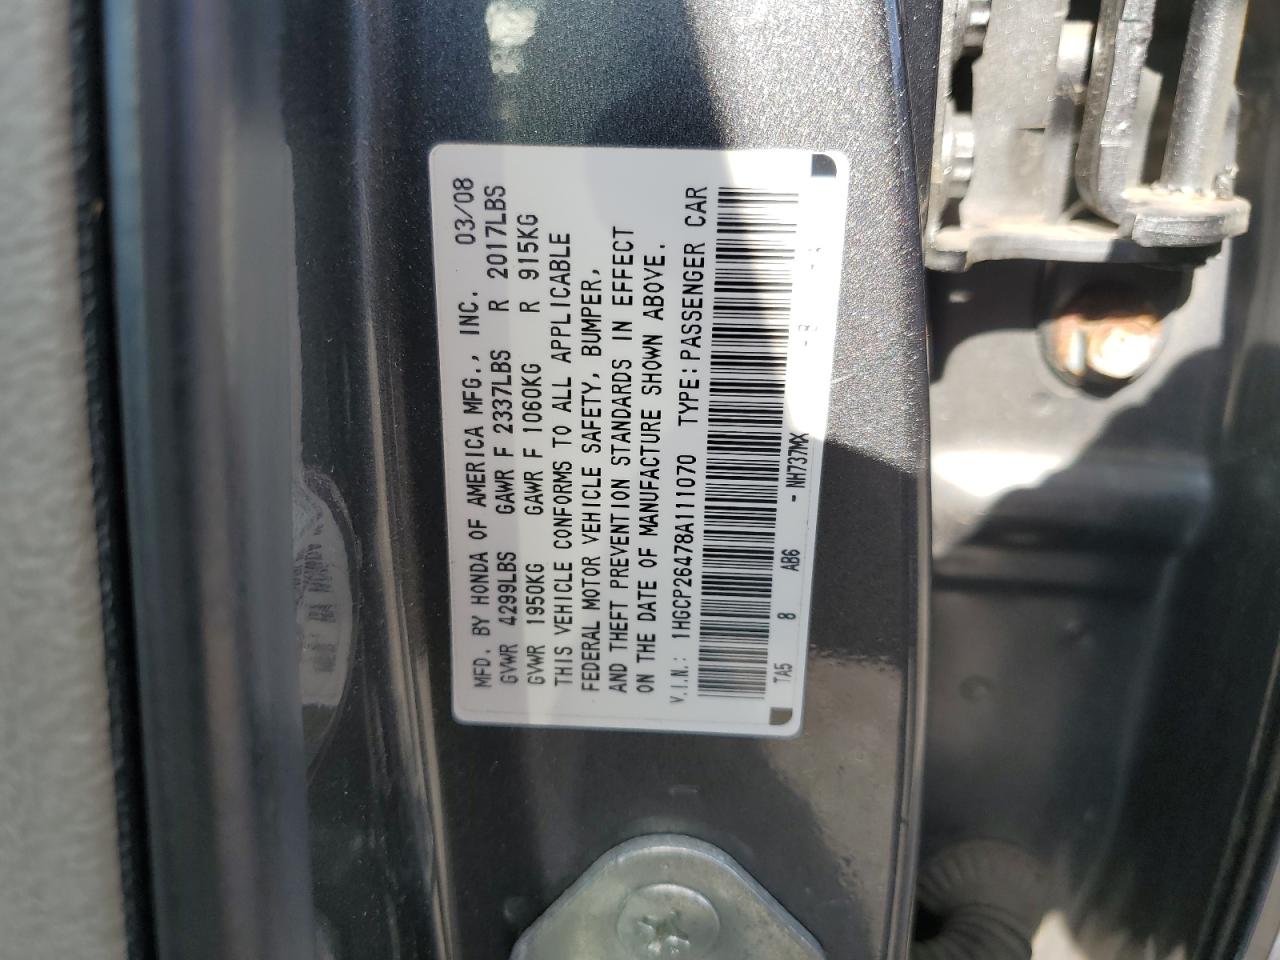 MFD. BY HONDA OF AMERICA MFG., INC. 03/08
GVWR 4299LBS GAWR F 2337LBS R 2017LBS
GVWR 1950KG GAWR F 1060KG R 915KG
THIS VEHICLE CONFORMS TO ALL APPLICABLE
FEDERAL MOTOR VEHICLE SAFETY, BUMPER,
AND THEFT PREVENTION STANDARDS IN EFFECT
ON THE DATE OF MANUFACTURE SHOWN ABOVE.
V.I.N.: 1HGCP26478A111070 TYPE:PASSENGER CAR
TA5 8 AB6 - NH737MX